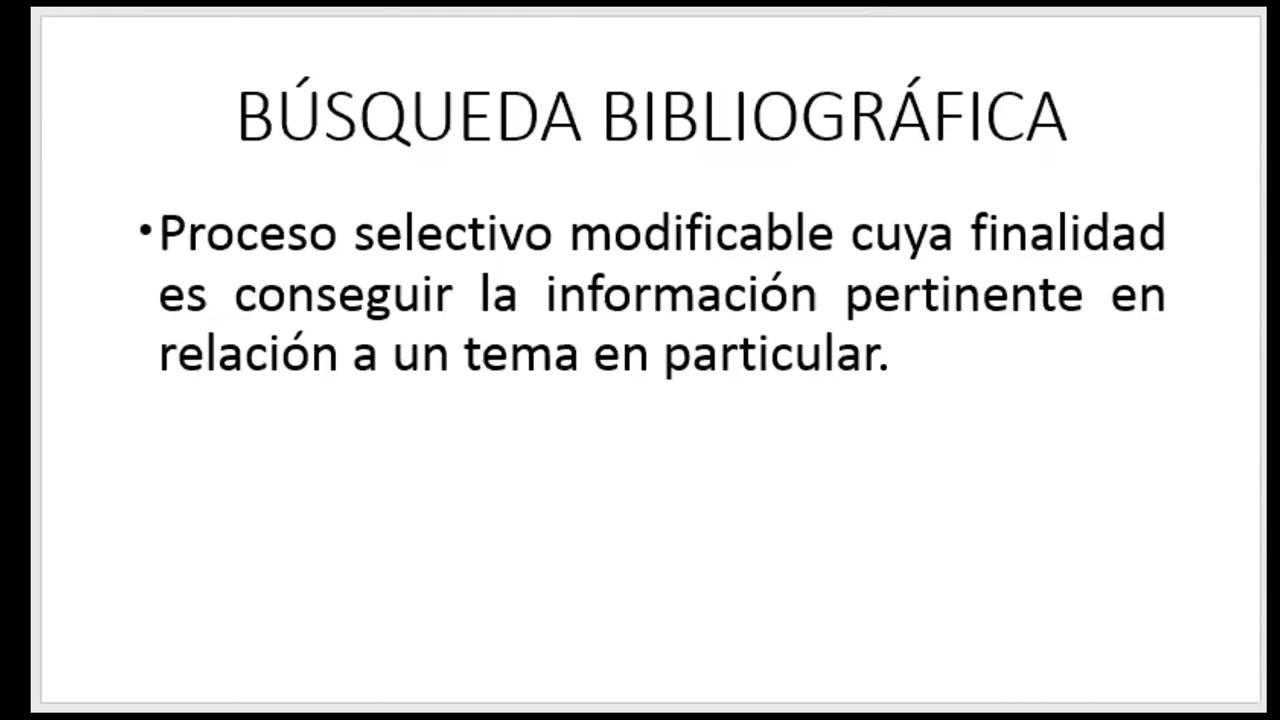 BÚSQUEDA BIBLIOGRÁFICA
•Proceso selectivo modificable cuya finalidad
es conseguir la información pertinente en
relación a un tema en particular.